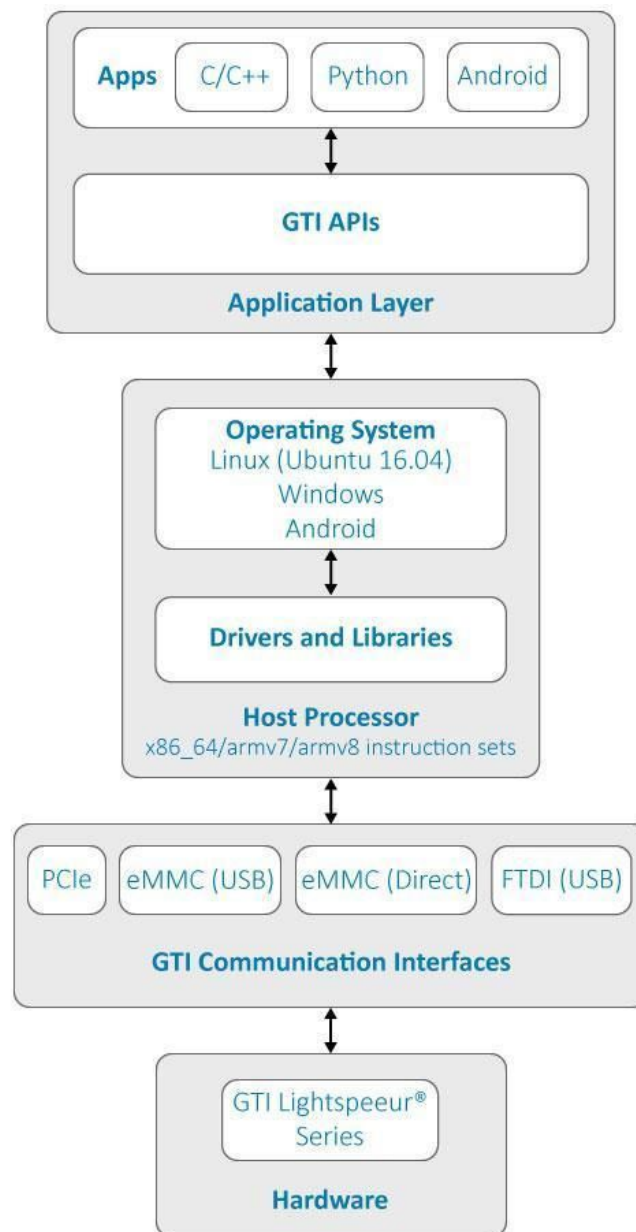 Apps C/C++ Python Android
GTI APIs
Application Layer
Operating System
Linux (Ubuntu 16.04)
Windows
Android
Drivers and Libraries
Host Processor
x86_64/armv7/armv8 instruction sets
PCIe eMMC (USB) eMMC (Direct) FTDI (USB)
GTI Communication Interfaces
GTI Lightspeeur®
Series
Hardware